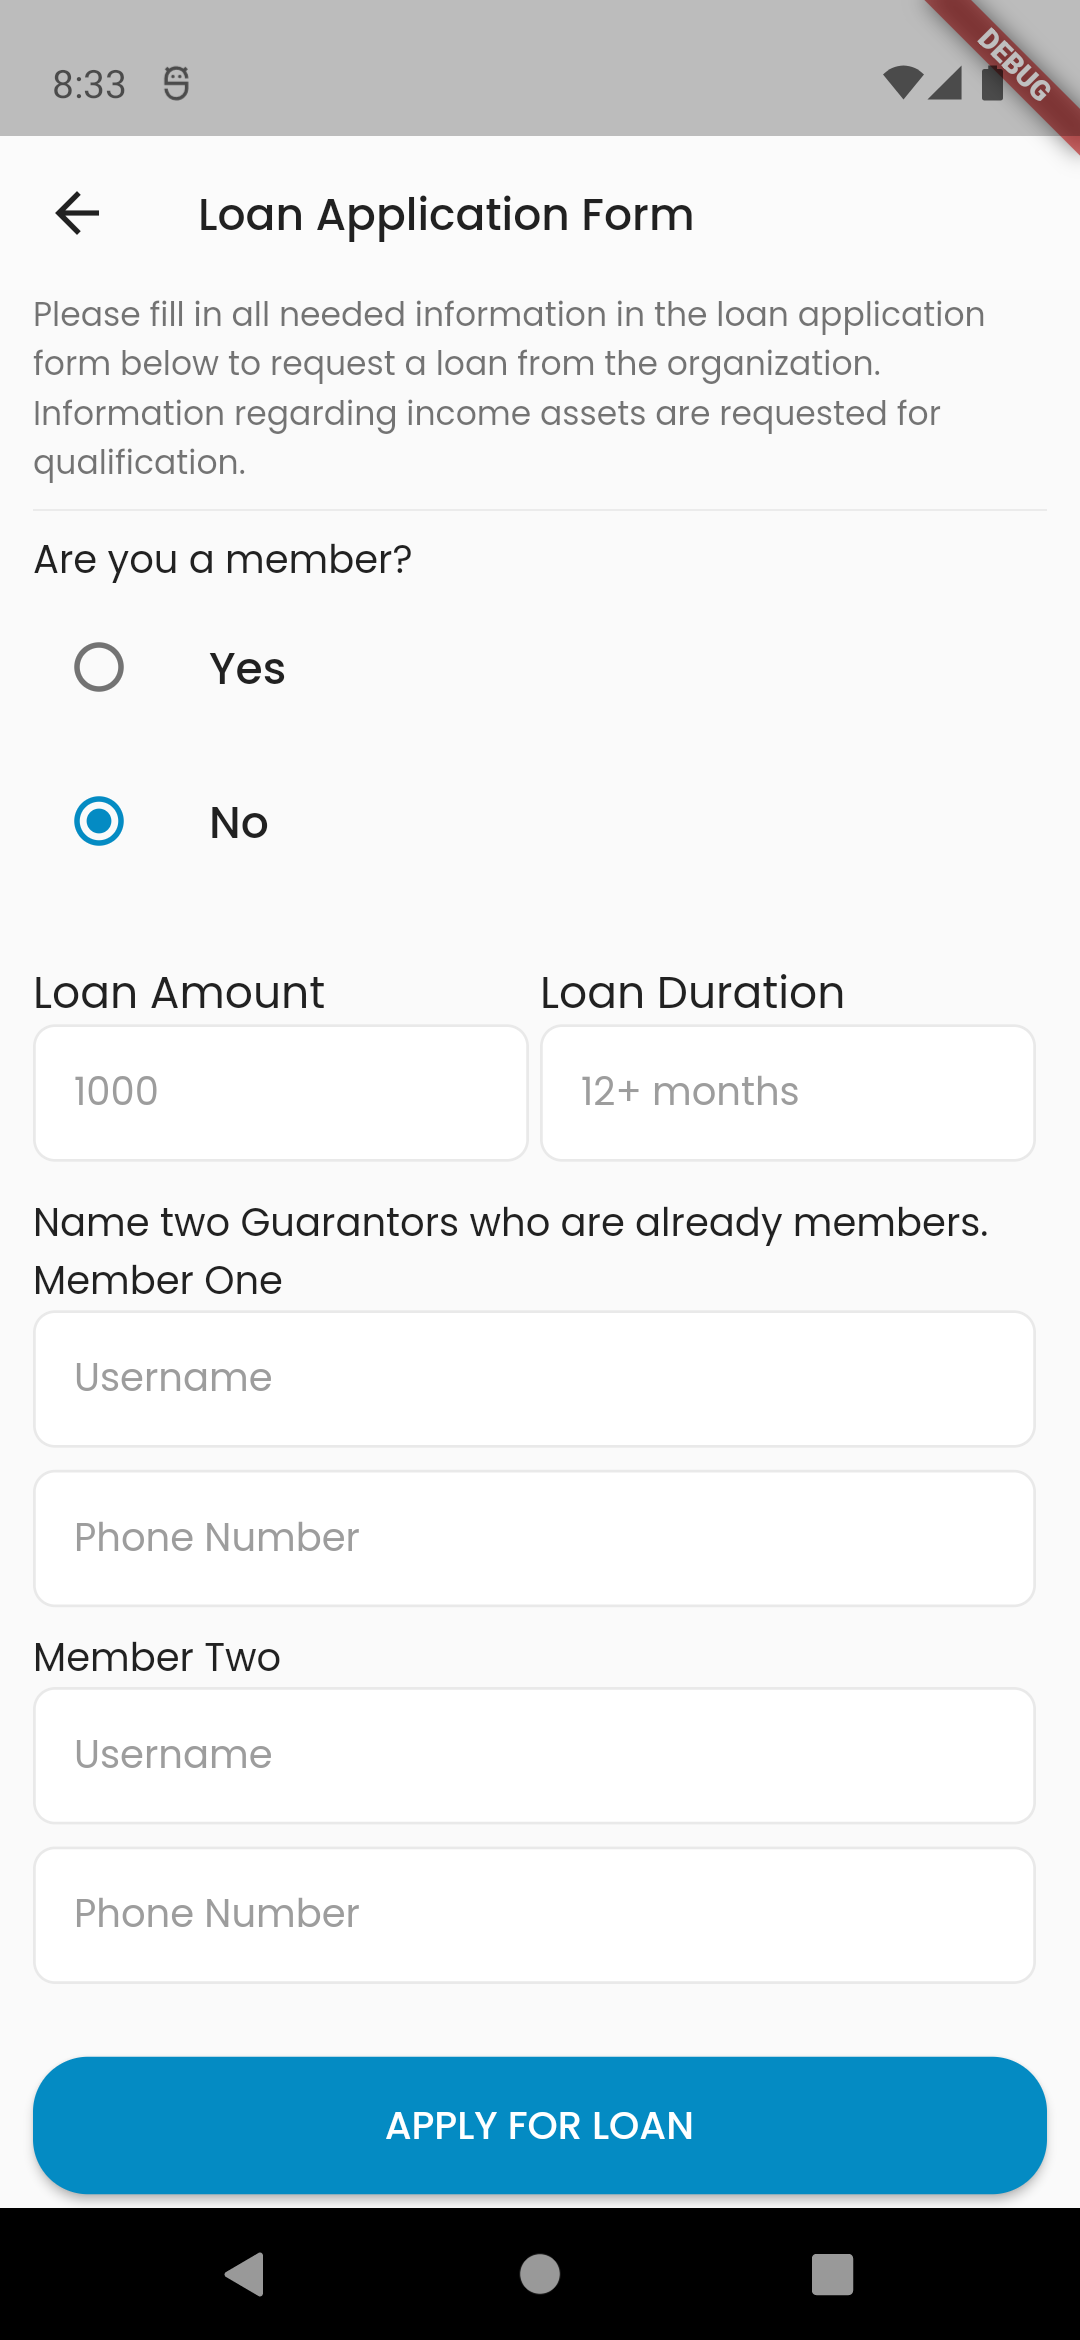 8:33
DEBUG
Loan Application Form
Please fill in all needed information in the loan application
form below to request a loan from the organization.
Information regarding income assets are requested for
qualification.
Are you a member?
Yes
No
Loan Amount
Loan Duration
1000
12+ months
Name two Guarantors who are already members.
Member One
Username
Phone Number
Member Two
Username
Phone Number
APPLY FOR LOAN